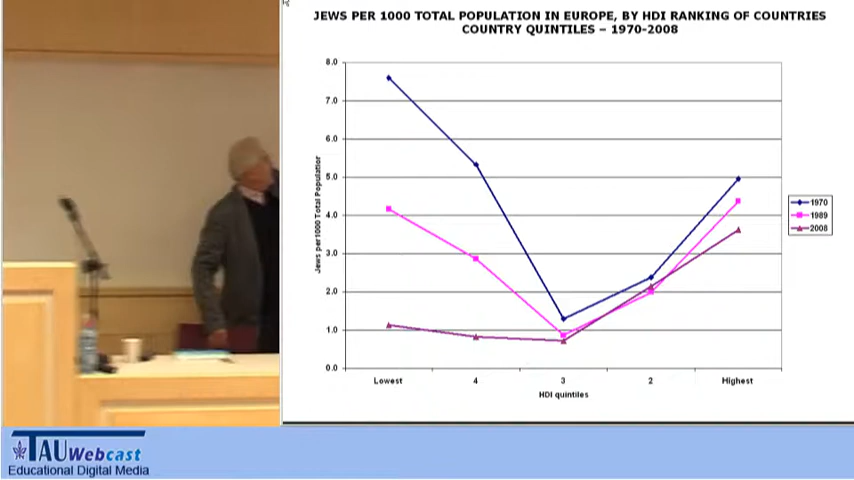 JEWS PER 1000 TOTAL POPULATION IN EUROPE, BY HDI RANKING OF COUNTRIES
COUNTRY QUINTILES – 1970-2008
8.0
7.0
6.0
5.0
4.0
3.0
2.0
1.0
0.0
Jews per1000 Total Population
Lowest
4
3
2
Highest
HDI quintiles
1970
1989
2008
TAU Webcast
Educational Digital Media